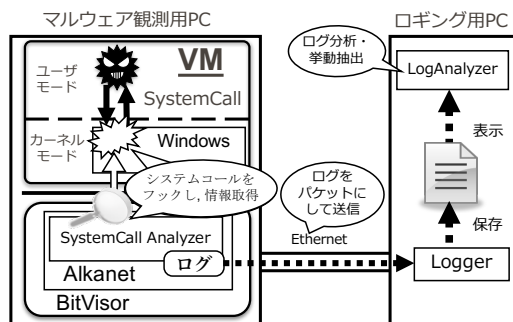 マルウェア観測用PC
ロギング用PC
VM
ユーザ
モード
SystemCall
カーネル
モード
Windows
システムコールを
フックし, 情報取得
SystemCall Analyzer
ログ
Alkanet
BitVisor
ログを
パケットに
して送信
Ethernet
ログ分析・
挙動抽出
LogAnalyzer
表示
保存
Logger